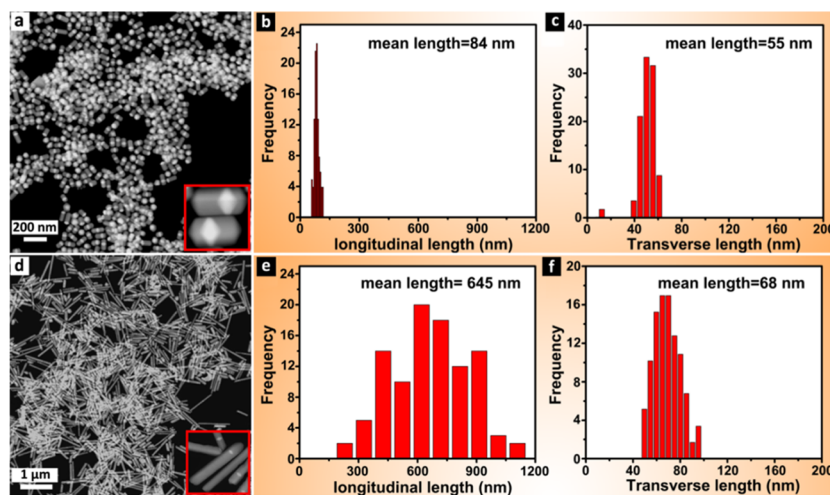 a
200 nm
b
mean length=84 nm
Frequency
24
20
16
12
8
4
0
0 300 600 900 1200
longitudinal length (nm)
c
mean length=55 nm
Frequency
40
30
20
10
0
0 40 80 120 160 200
Transverse length (nm)
d
1 µm
e
mean length= 645 nm
Frequency
24
20
16
12
8
4
0
0 300 600 900 1200
longitudinal length (nm)
f
mean length=68 nm
Frequency
20
16
12
8
4
0
0 40 80 120 160 200
Transverse length (nm)